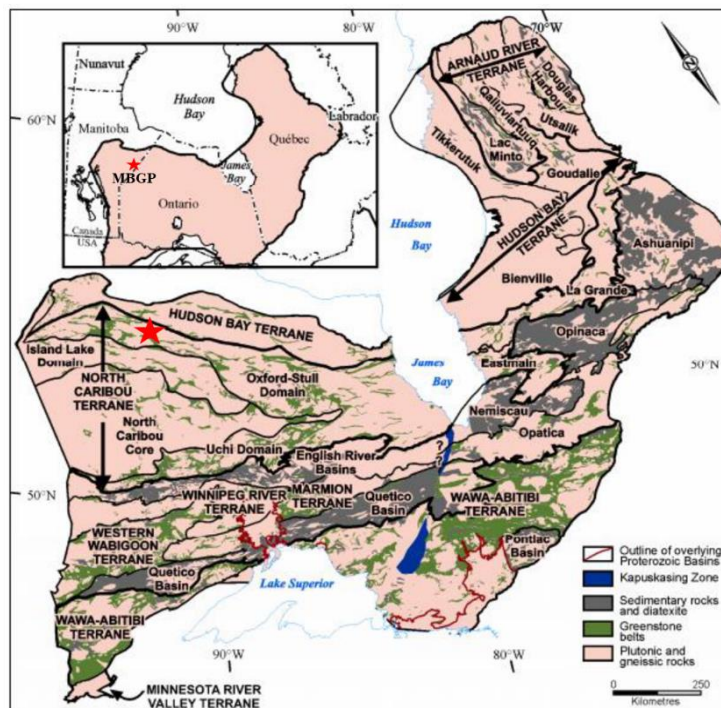 90°W
70°W
60°N
Nunavut
Hudson
Bay
Manitoba
MBGP
Ontario
Canada
USA
James
Bay
Québec
Labrador
ARNAUD RIVER
TERRANE
Douglas
Harbour
Qalluviartuuq
Utsalik
Lac
Minto
Tikkerutuk
Goudalie
HUDSON BAY
TERRANE
Hudson
Bay
Bienville
Ashuanipi
La Grande
Opinaca
HUDSON BAY TERRANE
Island Lake
Domain
NORTH
CARIBOU
TERRANE
Oxford-Stull
Domain
North
Caribou
Core
James
Bay
Eastmain
50°N
Nemiscau
Opatica
Uchi Domain
English River
Basins
? ?
50°N
WINNIPEG RIVER
TERRANE
MARMION
TERRANE
Quetico
Basin
WAWA-ABITIBI
TERRANE
WESTERN
WABIGOON
TERRANE
Pontiac
Basin
Quetico
Basin
Lake Superior
WAWA-ABITIBI
TERRANE
90°W
80°W
MINNESOTA RIVER
VALLEY TERRANE
Outline of overlying
Proterozoic Basins
Kapuskasing Zone
Sedimentary rocks
and diatexite
Greenstone
belts
Plutonic and
gneissic rocks
0 250
Kilometres